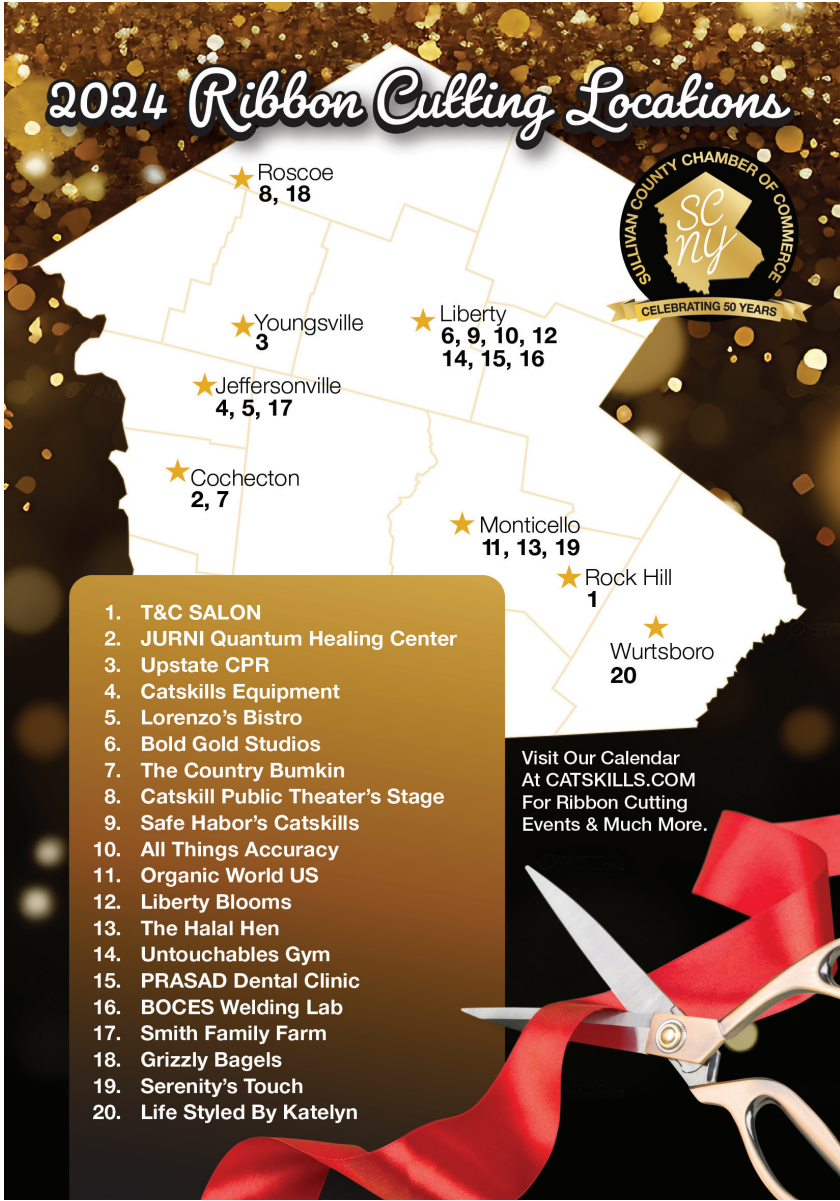 2024 Ribbon Cutting Locations
SULLIVAN COUNTY CHAMBER OF COMMERCE
SC
NY
CELEBRATING 50 YEARS
Roscoe
8, 18
Youngsville
3
Liberty
6, 9, 10, 12
14, 15, 16
Jeffersonville
4, 5, 17
Cochecton
2, 7
Monticello
11, 13, 19
Rock Hill
1
Wurtsboro
20
1. T&C SALON
2. JURNI Quantum Healing Center
3. Upstate CPR
4. Catskills Equipment
5. Lorenzo's Bistro
6. Bold Gold Studios
7. The Country Bumkin
8. Catskill Public Theater's Stage
9. Safe Habor's Catskills
10. All Things Accuracy
11. Organic World US
12. Liberty Blooms
13. The Halal Hen
14. Untouchables Gym
15. PRASAD Dental Clinic
16. BOCES Welding Lab
17. Smith Family Farm
18. Grizzly Bagels
19. Serenity's Touch
20. Life Styled By Katelyn
Visit Our Calendar
At CATSKILLS.COM
For Ribbon Cutting
Events & Much More.